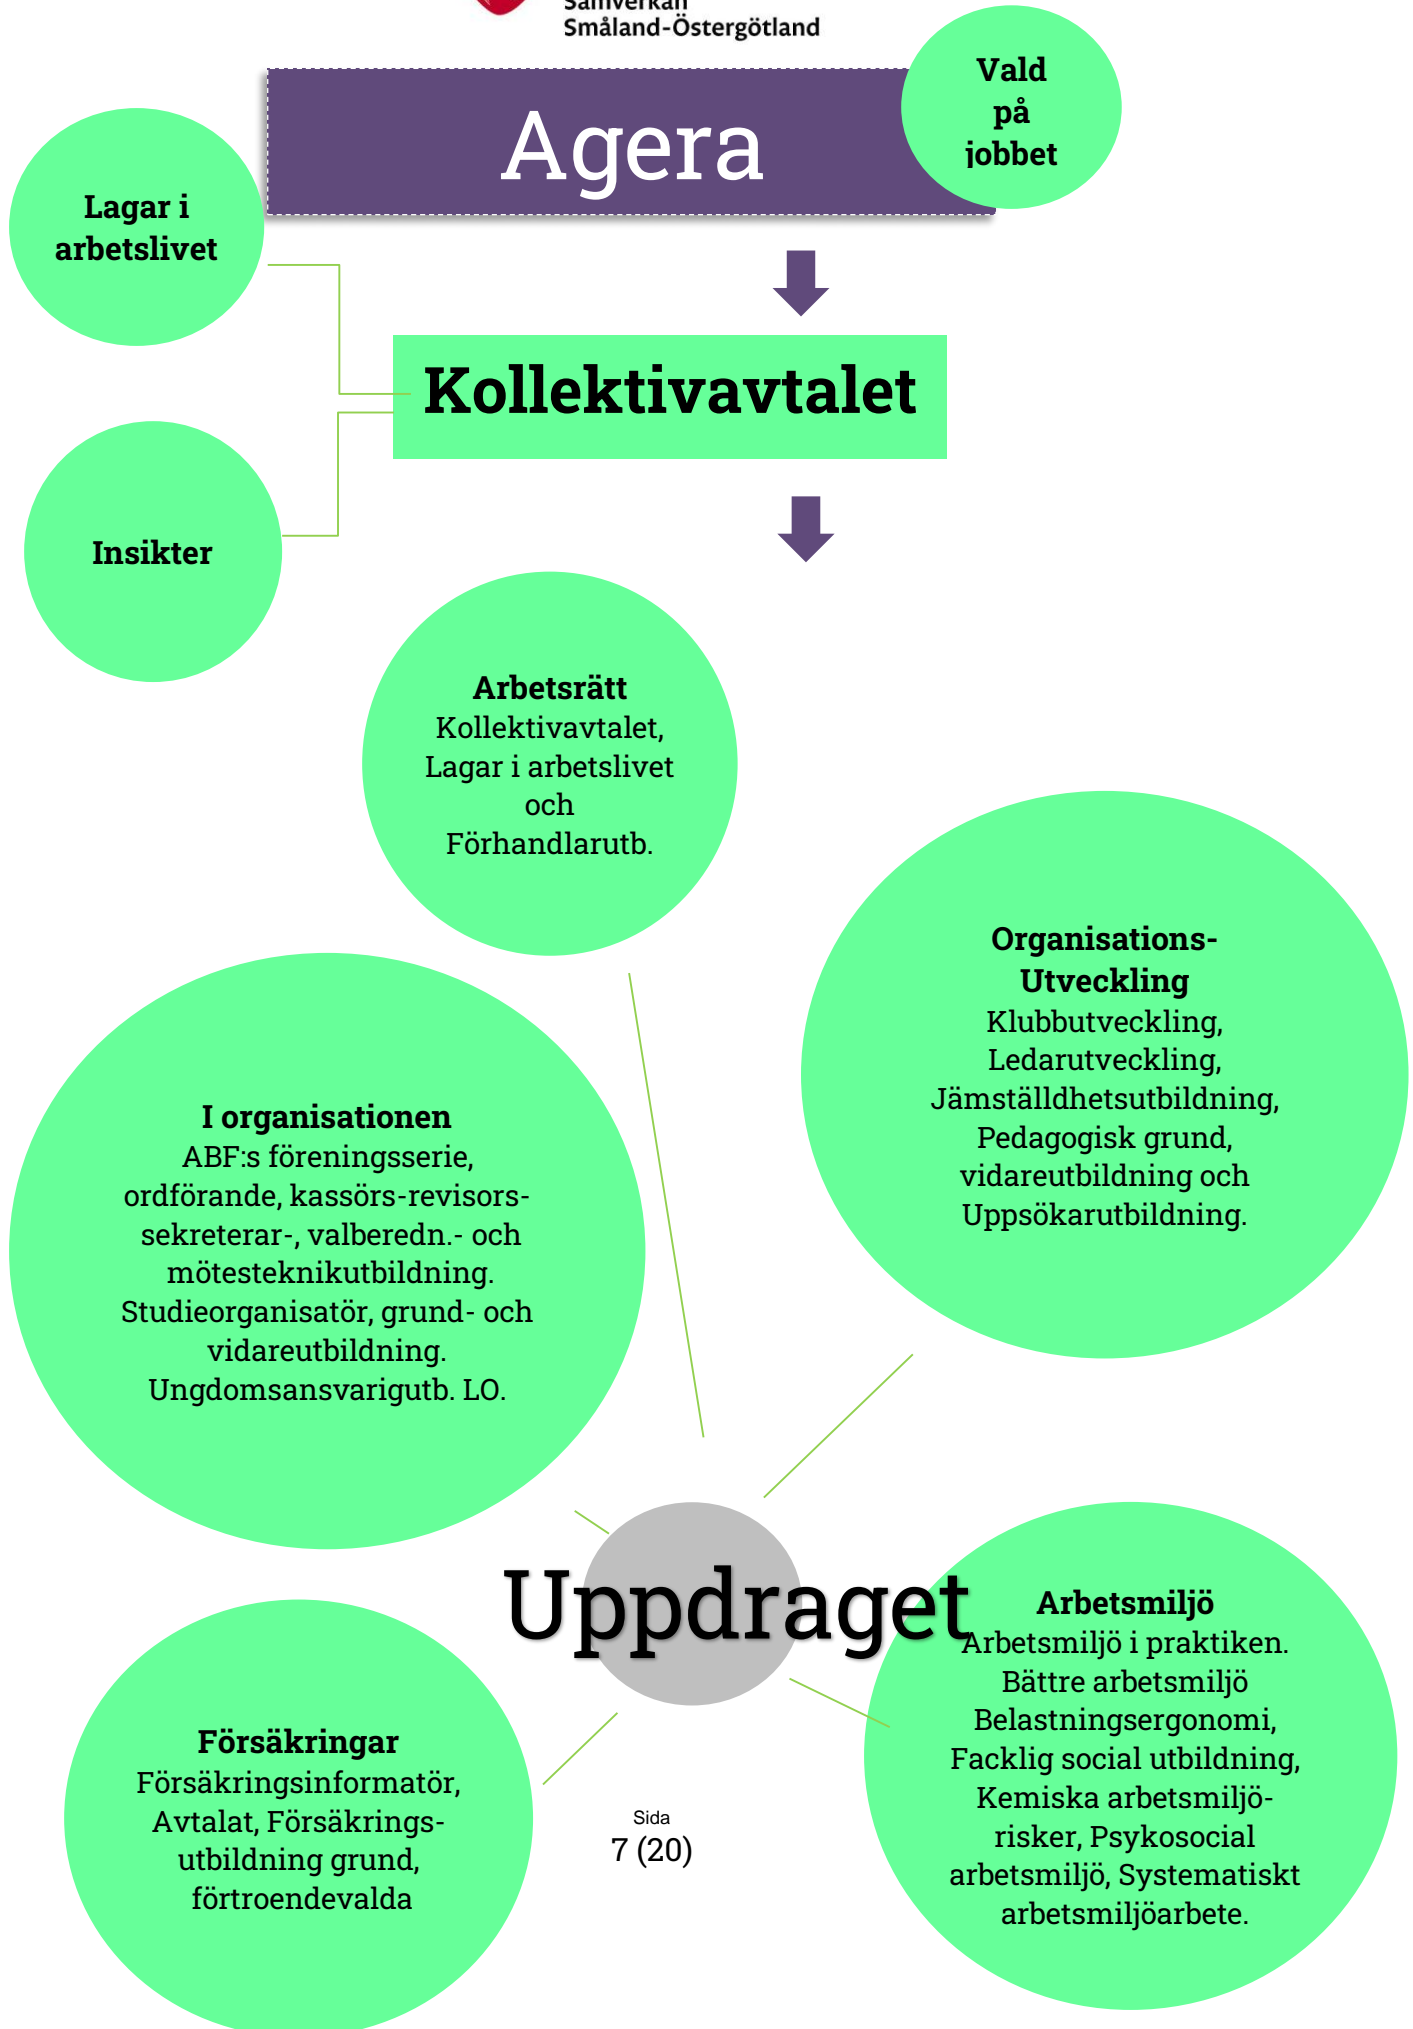 Samverkan
Småland-Östergötland
Vald
på
jobbet
Agera
Lagar i
arbetslivet
Kollektivavtalet
Insikter
Arbetsrätt
Kollektivavtalet,
Lagar i arbetslivet
och
Förhandlarutb.
Organisations-
Utveckling
Klubbutveckling,
Ledarutveckling,
Jämställdhetsutbildning,
Pedagogisk grund,
vidareutbildning och
Uppsökarutbildning.
I organisationen
ABF:s föreningsserie,
ordförande, kassörs-revisors-
sekreterar-, valberedn.- och
mötesteknikutbildning.
Studieorganisatör, grund- och
vidareutbildning.
Ungdomsansvarigutb. LO.
Uppdraget
Arbetsmiljö
Arbetsmiljö i praktiken.
Bättre arbetsmiljö
Belastningsergonomi,
Facklig social utbildning,
Kemiska arbetsmiljö-
risker, Psykosocial
arbetsmiljö, Systematiskt
arbetsmiljöarbete.
Försäkringar
Försäkringsinformatör,
Avtalat, Försäkrings-
utbildning grund,
förtroendevalda
Sida
7 (20)